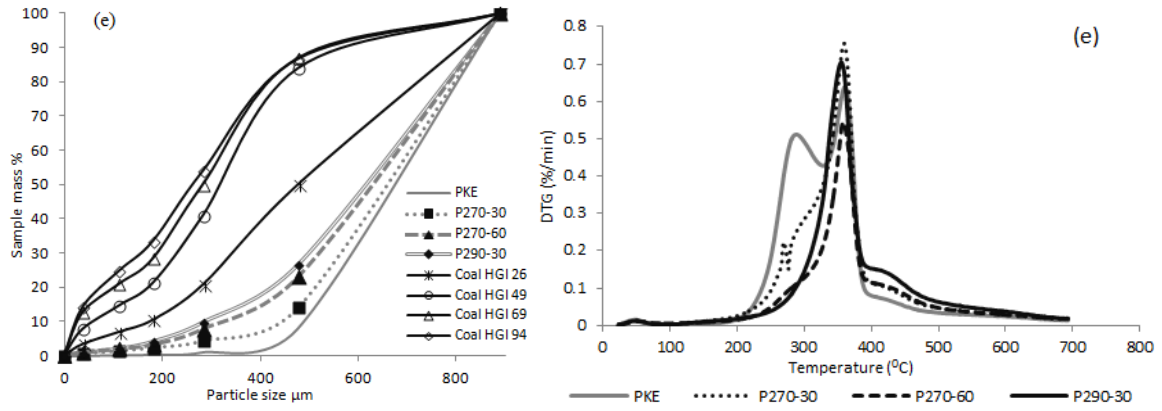 (e)
Sample mass %
100
90
80
70
60
50
40
30
20
10
0
0
200
400
600
800
Particle size µm
PKE
P270-30
P270-60
P290-30
Coal HGI 26
Coal HGI 49
Coal HGI 69
Coal HGI 94
(e)
DTG (%/min)
0.8
0.7
0.6
0.5
0.4
0.3
0.2
0.1
0
0
100
200
300
400
500
600
700
800
Temperature (⁰C)
PKE
P270-30
P270-60
P290-30